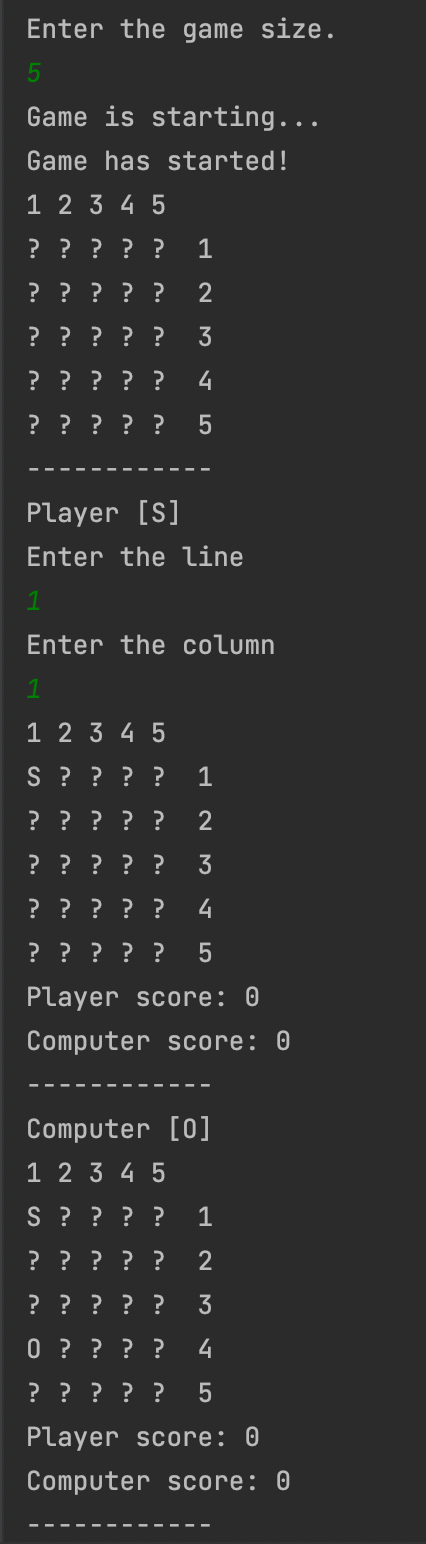 Enter the game size.
5
Game is starting...
Game has started!
1 2 3 4 5
? ? ? ? ?  1
? ? ? ? ?  2
? ? ? ? ?  3
? ? ? ? ?  4
? ? ? ? ?  5
------------
Player [S]
Enter the line
1
Enter the column
1
1 2 3 4 5
S ? ? ? ?  1
? ? ? ? ?  2
? ? ? ? ?  3
? ? ? ? ?  4
? ? ? ? ?  5
Player score: 0
Computer score: 0
------------
Computer [O]
1 2 3 4 5
S ? ? ? ?  1
? ? ? ? ?  2
? ? ? ? ?  3
O ? ? ? ?  4
? ? ? ? ?  5
Player score: 0
Computer score: 0
------------